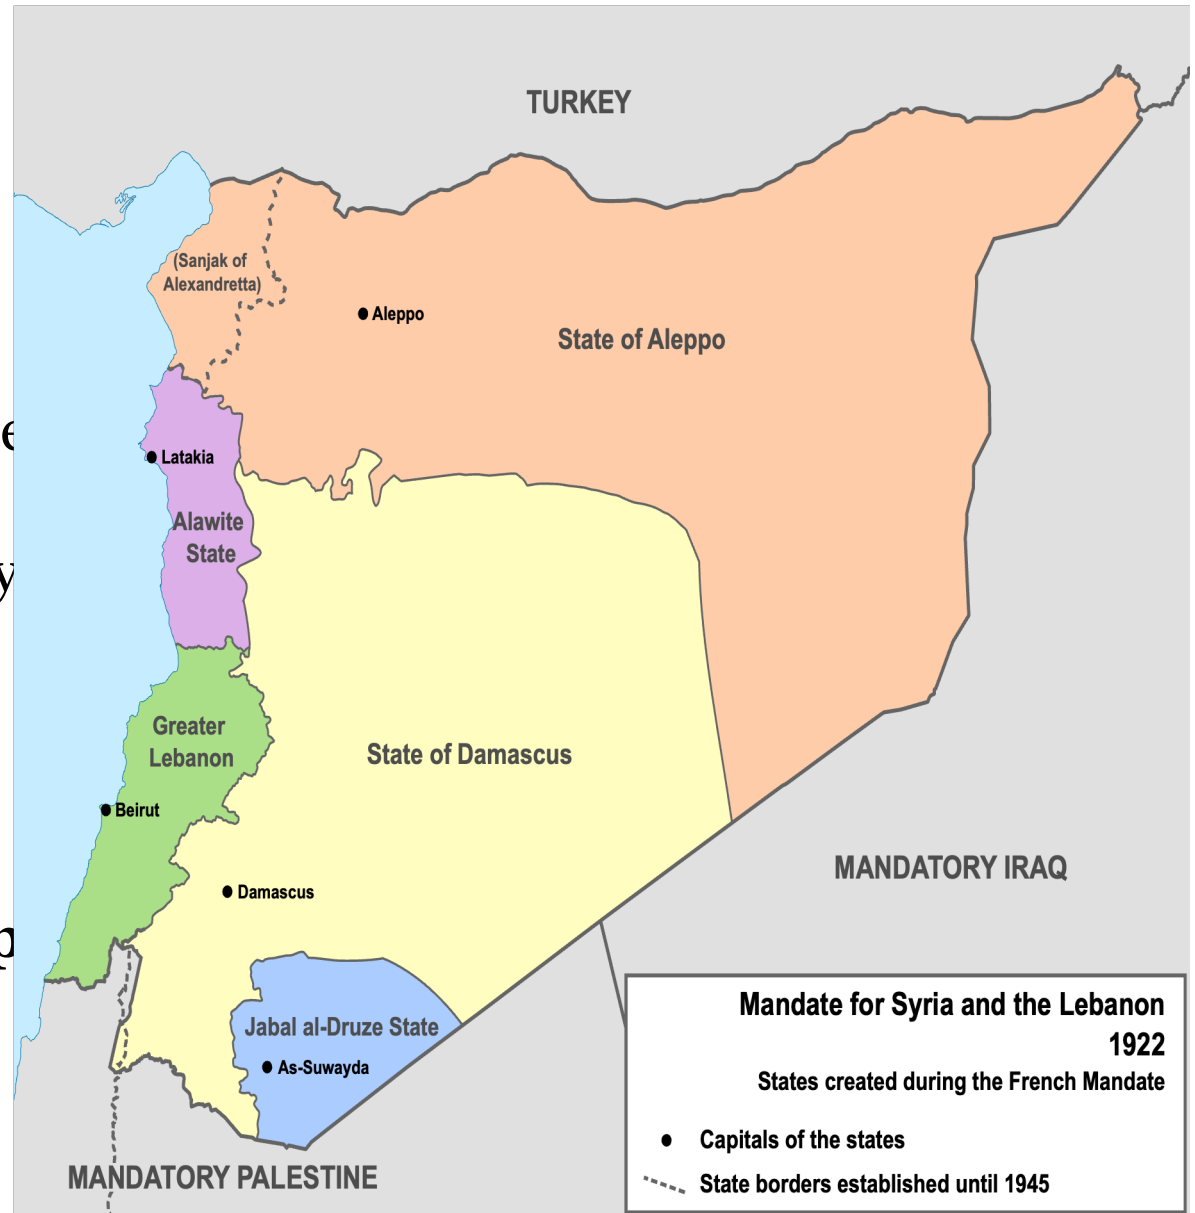 TURKEY
(Sanjak of
Alexandretta)
Aleppo
State of Aleppo
Latakia
Alawite
State
Greater
Lebanon
State of Damascus
Beirut
MANDATORY IRAQ
Damascus
Jabal al-Druze State
As-Suwayda
MANDATORY PALESTINE
Mandate for Syria and the Lebanon
1922
States created during the French Mandate
Capitals of the states
State borders established until 1945